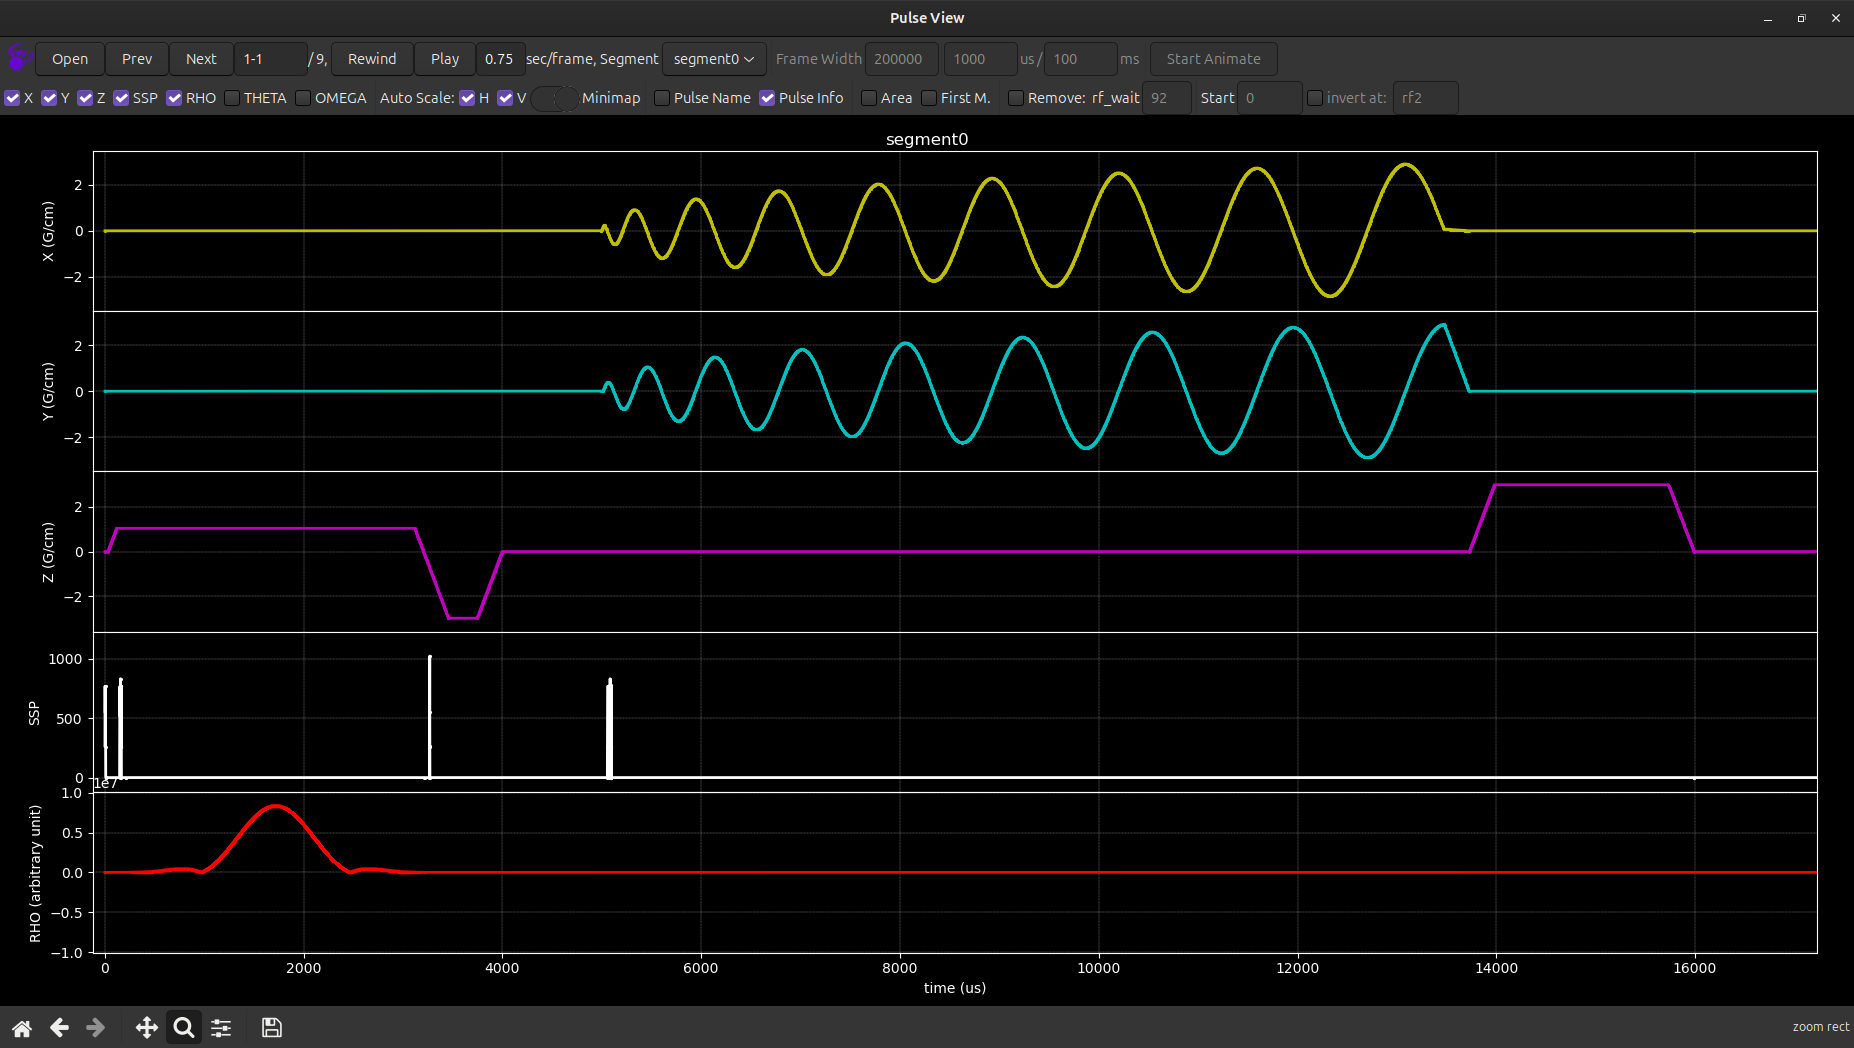 Pulse View
Open Prev Next 1-1 / 9, Rewind Play 0.75 sec/frame, Segment segment0 Frame Width 200000 1000 us / 100 ms Start Animate
X Y Z SSP RHO THETA OMEGA Auto Scale: H V Minimap Pulse Name Pulse Info Area First M. Remove: rf_wait 92 Start 0 invert at: rf2
segment0
X (G/cm)
2
0
−2
Y (G/cm)
2
0
−2
Z (G/cm)
2
0
−2
SSP
1000
500
0
1e7
RHO (arbitrary unit)
1.0
0.5
0.0
−0.5
−1.0
0 2000 4000 6000 8000 10000 12000 14000 16000
time (us)
zoom rect